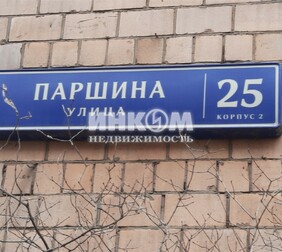 ПАРШИНА
УЛИЦА
25
КОРПУС 2
ИНКОМ
НЕДВИЖИМОСТЬ